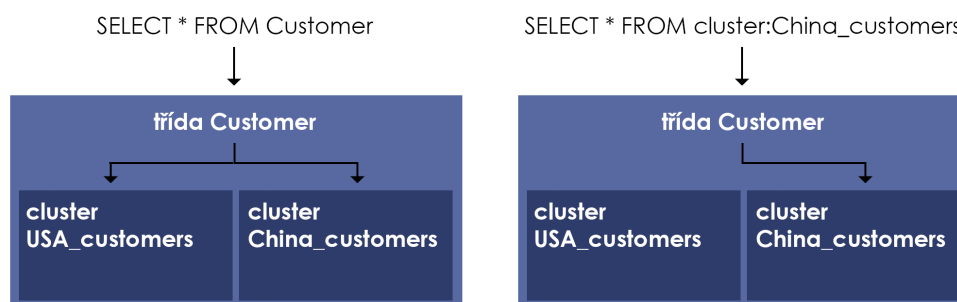 SELECT * FROM Customer
třída Customer
cluster
USA_customers
cluster
China_customers
SELECT * FROM cluster:China_customers
třída Customer
cluster
USA_customers
cluster
China_customers